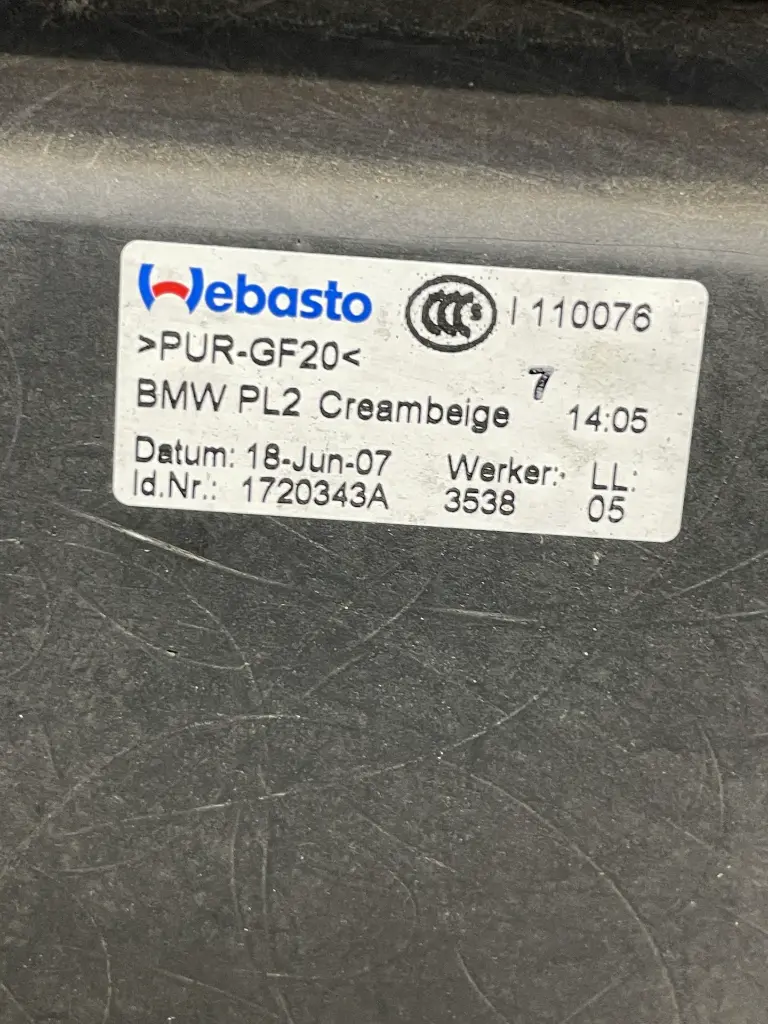 Webasto CCC S I 110076
>PUR-GF20<
7
BMW PL2 Creambeige 14:05
Datum: 18-Jun-07 Werker: LL:
Id.Nr.: 1720343A 3538 05